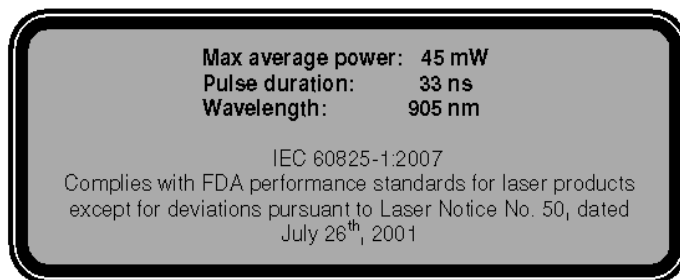 Max average power: 45 mW
Pulse duration: 33 ns
Wavelength: 905 nm
IEC 60825-1:2007
Complies with FDA performance standards for laser products
except for deviations pursuant to Laser Notice No. 50, dated
July 26th, 2001